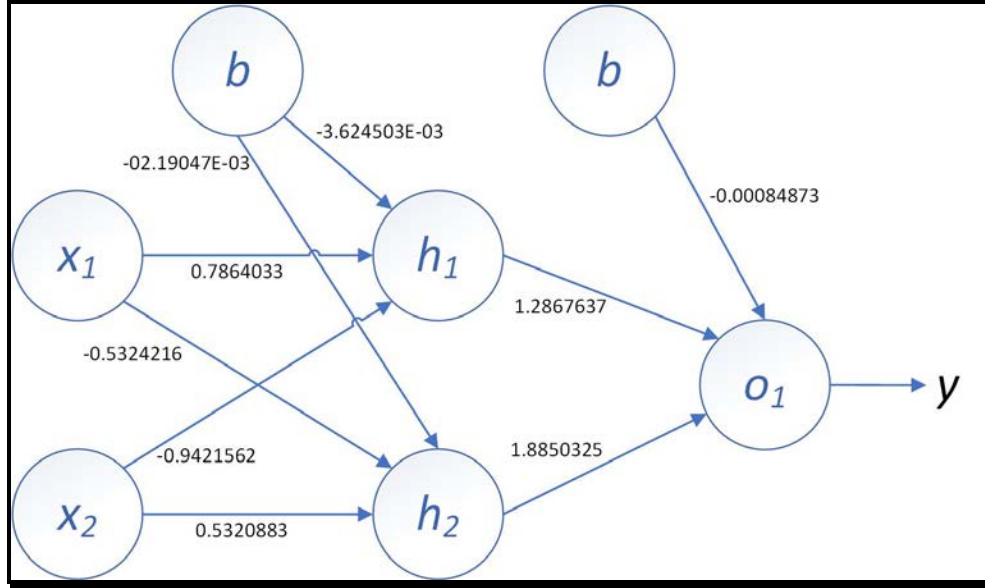 b
b
-3.624503E-03
-02.19047E-03
-0.00084873
x1
0.7864033
h1
1.2867637
-0.5324216
o1
y
-0.9421562
1.8850325
x2
0.5320883
h2